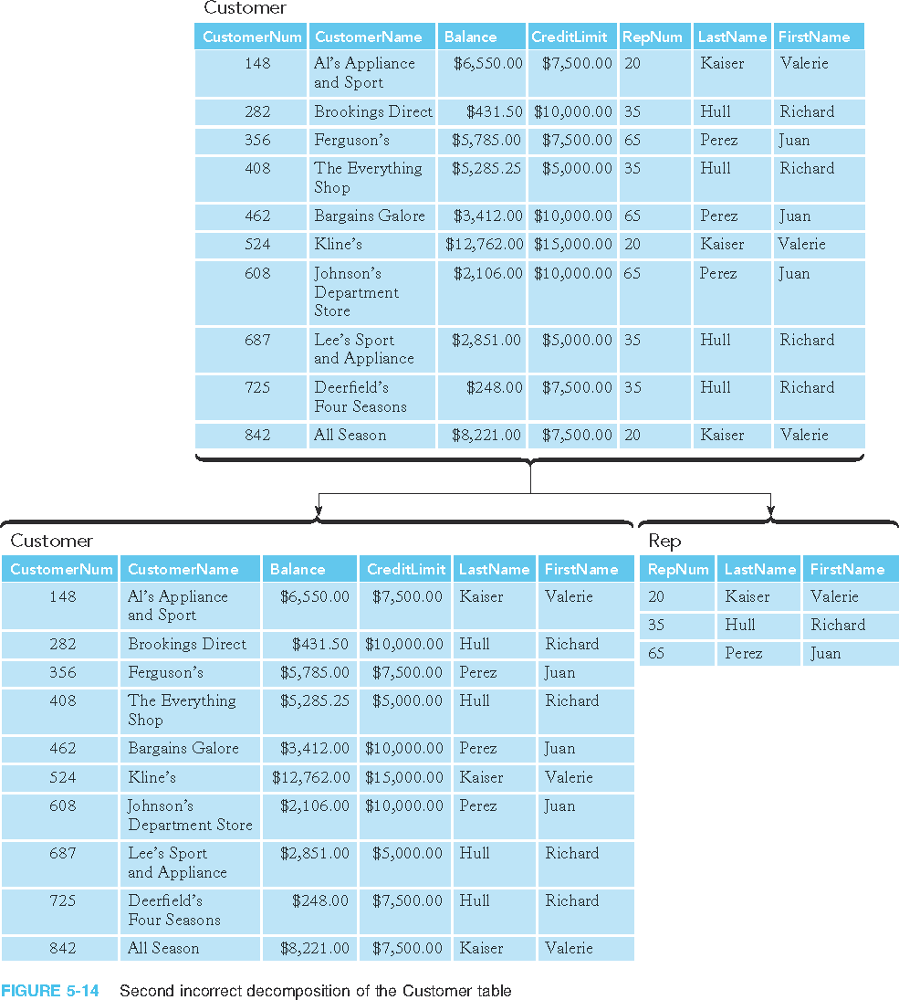 Customer
CustomerNum CustomerName Balance CreditLimit RepNum LastName FirstName
148 Al’s Appliance $6,550.00 $7,500.00 20 Kaiser Valerie
and Sport
282 Brookings Direct $431.50 $10,000.00 35 Hull Richard
356 Ferguson’s $5,785.00 $7,500.00 65 Perez Juan
408 The Everything $5,285.25 $5,000.00 35 Hull Richard
Shop
462 Bargains Galore $3,412.00 $10,000.00 65 Perez Juan
524 Kline’s $12,762.00 $15,000.00 20 Kaiser Valerie
608 Johnson’s $2,106.00 $10,000.00 65 Perez Juan
Department
Store
687 Lee’s Sport $2,851.00 $5,000.00 35 Hull Richard
and Appliance
725 Deerfield’s $248.00 $7,500.00 35 Hull Richard
Four Seasons
842 All Season $8,221.00 $7,500.00 20 Kaiser Valerie
Customer
CustomerNum CustomerName Balance CreditLimit LastName FirstName
148 Al’s Appliance $6,550.00 $7,500.00 Kaiser Valerie
and Sport
282 Brookings Direct $431.50 $10,000.00 Hull Richard
356 Ferguson’s $5,785.00 $7,500.00 Perez Juan
408 The Everything $5,285.25 $5,000.00 Hull Richard
Shop
462 Bargains Galore $3,412.00 $10,000.00 Perez Juan
524 Kline’s $12,762.00 $15,000.00 Kaiser Valerie
608 Johnson’s $2,106.00 $10,000.00 Perez Juan
Department Store
687 Lee’s Sport $2,851.00 $5,000.00 Hull Richard
and Appliance
725 Deerfield’s $248.00 $7,500.00 Hull Richard
Four Seasons
842 All Season $8,221.00 $7,500.00 Kaiser Valerie
Rep
RepNum LastName FirstName
20 Kaiser Valerie
35 Hull Richard
65 Perez Juan
FIGURE 5-14 Second incorrect decomposition of the Customer table